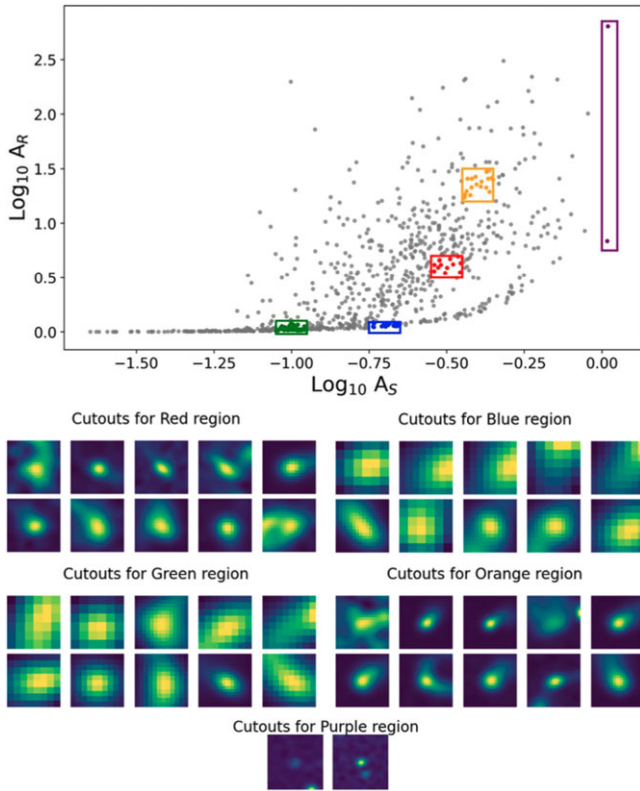 2.5
2.0
1.5
1.0
0.5
0.0
Log10 AR
−1.50
−1.25
−1.00
−0.75
−0.50
−0.25
0.00
Log10 AS
Cutouts for Red region
Cutouts for Blue region
Cutouts for Green region
Cutouts for Orange region
Cutouts for Purple region